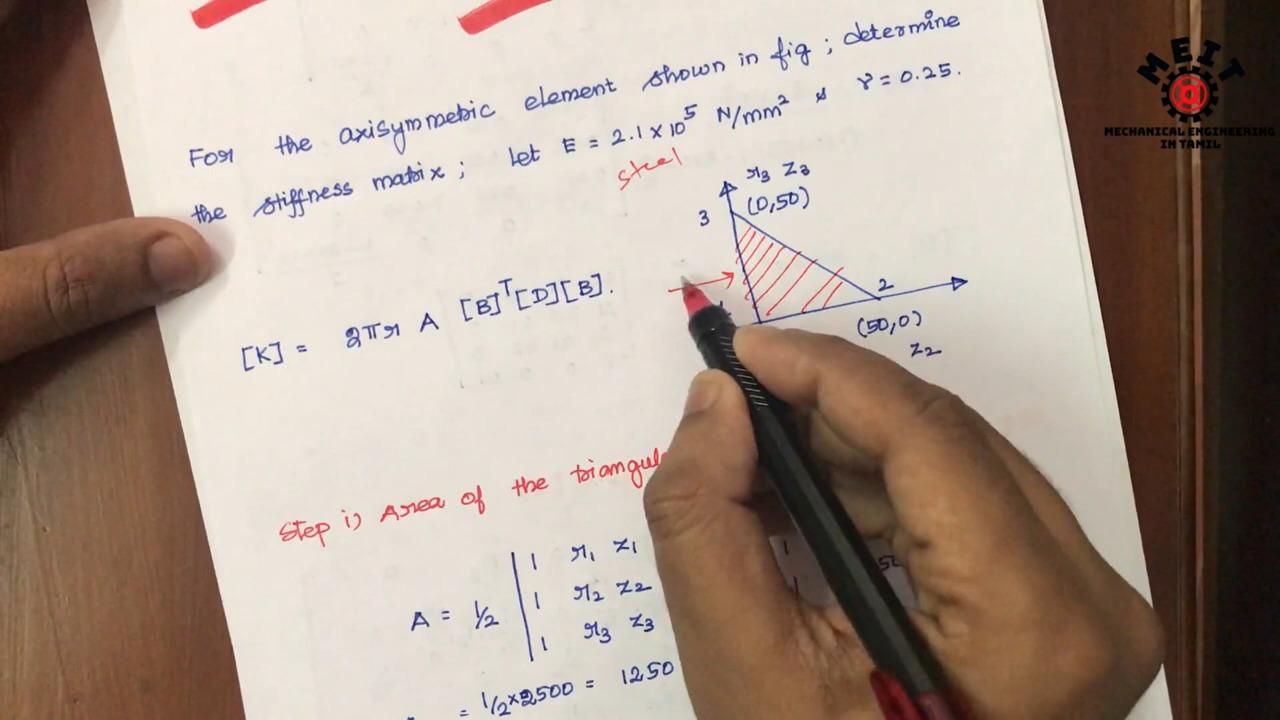 For the axisymmetric element shown in fig ; determine
the stiffness matrix ; let E = 2.1 x 10^5 N/mm^2 & γ = 0.25.
steel
r3 z3
3 (0,50)
2
(50,0)
z2
[K] = 2πr A [B]^T [D] [B].
Step i) Area of the
A = 1/2 | 1 r1 z1
1 r2 z2
1 r3 z3
= 1/2 x 2500 = 1250
MEIT
MECHANICAL ENGINEERING
IN TAMIL